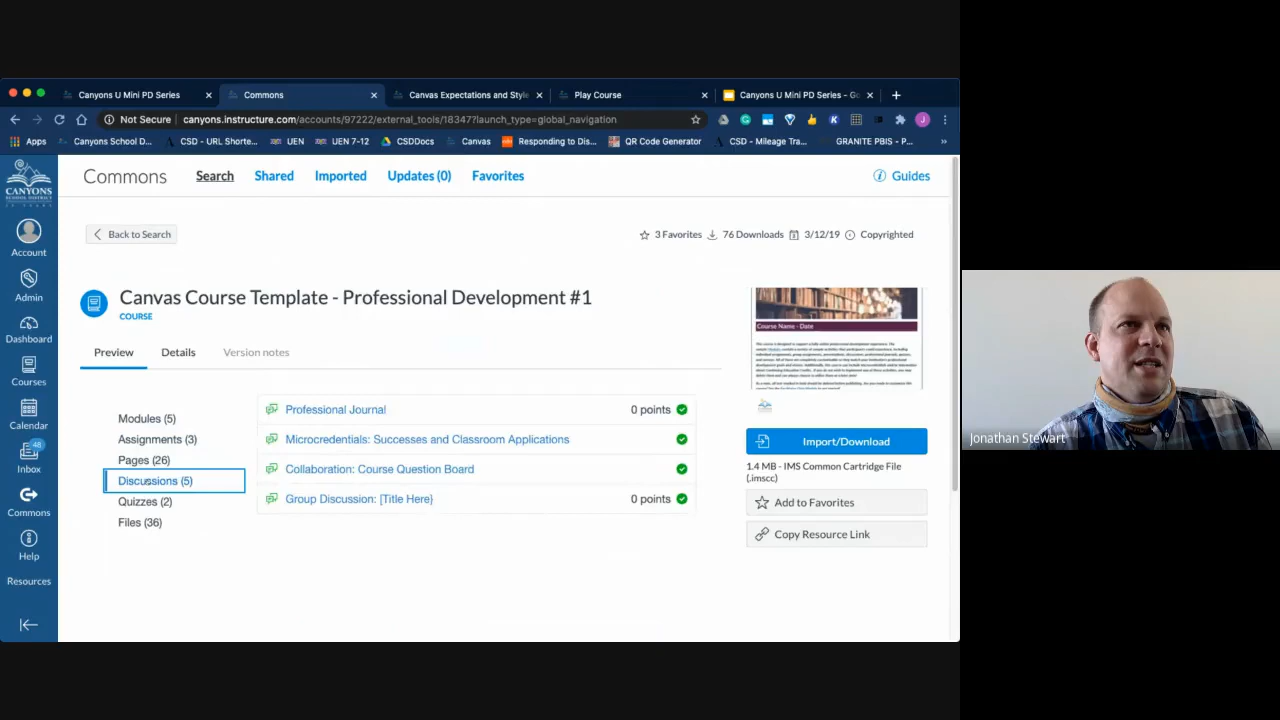 Canyons U Mini PD Series
Commons
Canvas Expectations and Style
Play Course
Canyons U Mini PD Series - Go
Not Secure
canyons.instructure.com/accounts/97222/external_tools/18347?launch_type=global_navigation
Apps
Canyons School D...
CSD - URL Shorte...
UEN
UEN 7-12
CSDDocs
Canvas
Responding to Dis...
QR Code Generator
CSD - Mileage Tra...
GRANITE PBIS - P...
CANYONS
Account
Admin
Dashboard
Courses
Calendar
48
Inbox
Commons
Help
Resources
Commons
Search
Shared
Imported
Updates (0)
Favorites
Guides
Back to Search
3 Favorites
76 Downloads
3/12/19
Copyrighted
Canvas Course Template - Professional Development #1
COURSE
Preview
Details
Version notes
Modules (5)
Assignments (3)
Pages (26)
Discussions (5)
Quizzes (2)
Files (36)
Professional Journal
0 points
Microcredentials: Successes and Classroom Applications
Collaboration: Course Question Board
Group Discussion: [Title Here}
0 points
Course Name - Date
Import/Download
1.4 MB - IMS Common Cartridge File
(.imscc)
Add to Favorites
Copy Resource Link
Jonathan Stewart